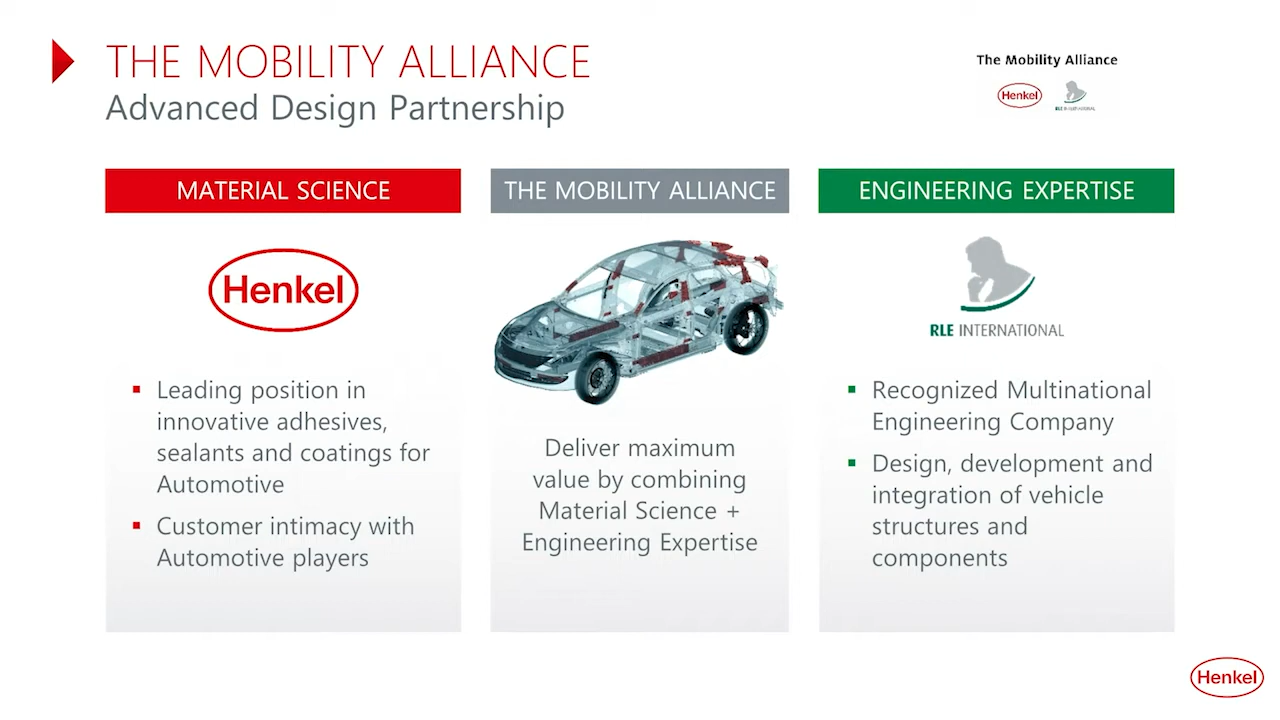 THE MOBILITY ALLIANCE
Advanced Design Partnership
The Mobility Alliance
Henkel
RLE INTERNATIONAL
MATERIAL SCIENCE
Henkel
Leading position in
innovative adhesives,
sealants and coatings for
Automotive
Customer intimacy with
Automotive players
THE MOBILITY ALLIANCE
Deliver maximum
value by combining
Material Science +
Engineering Expertise
ENGINEERING EXPERTISE
RLE INTERNATIONAL
Recognized Multinational
Engineering Company
Design, development and
integration of vehicle
structures and
components
Henkel